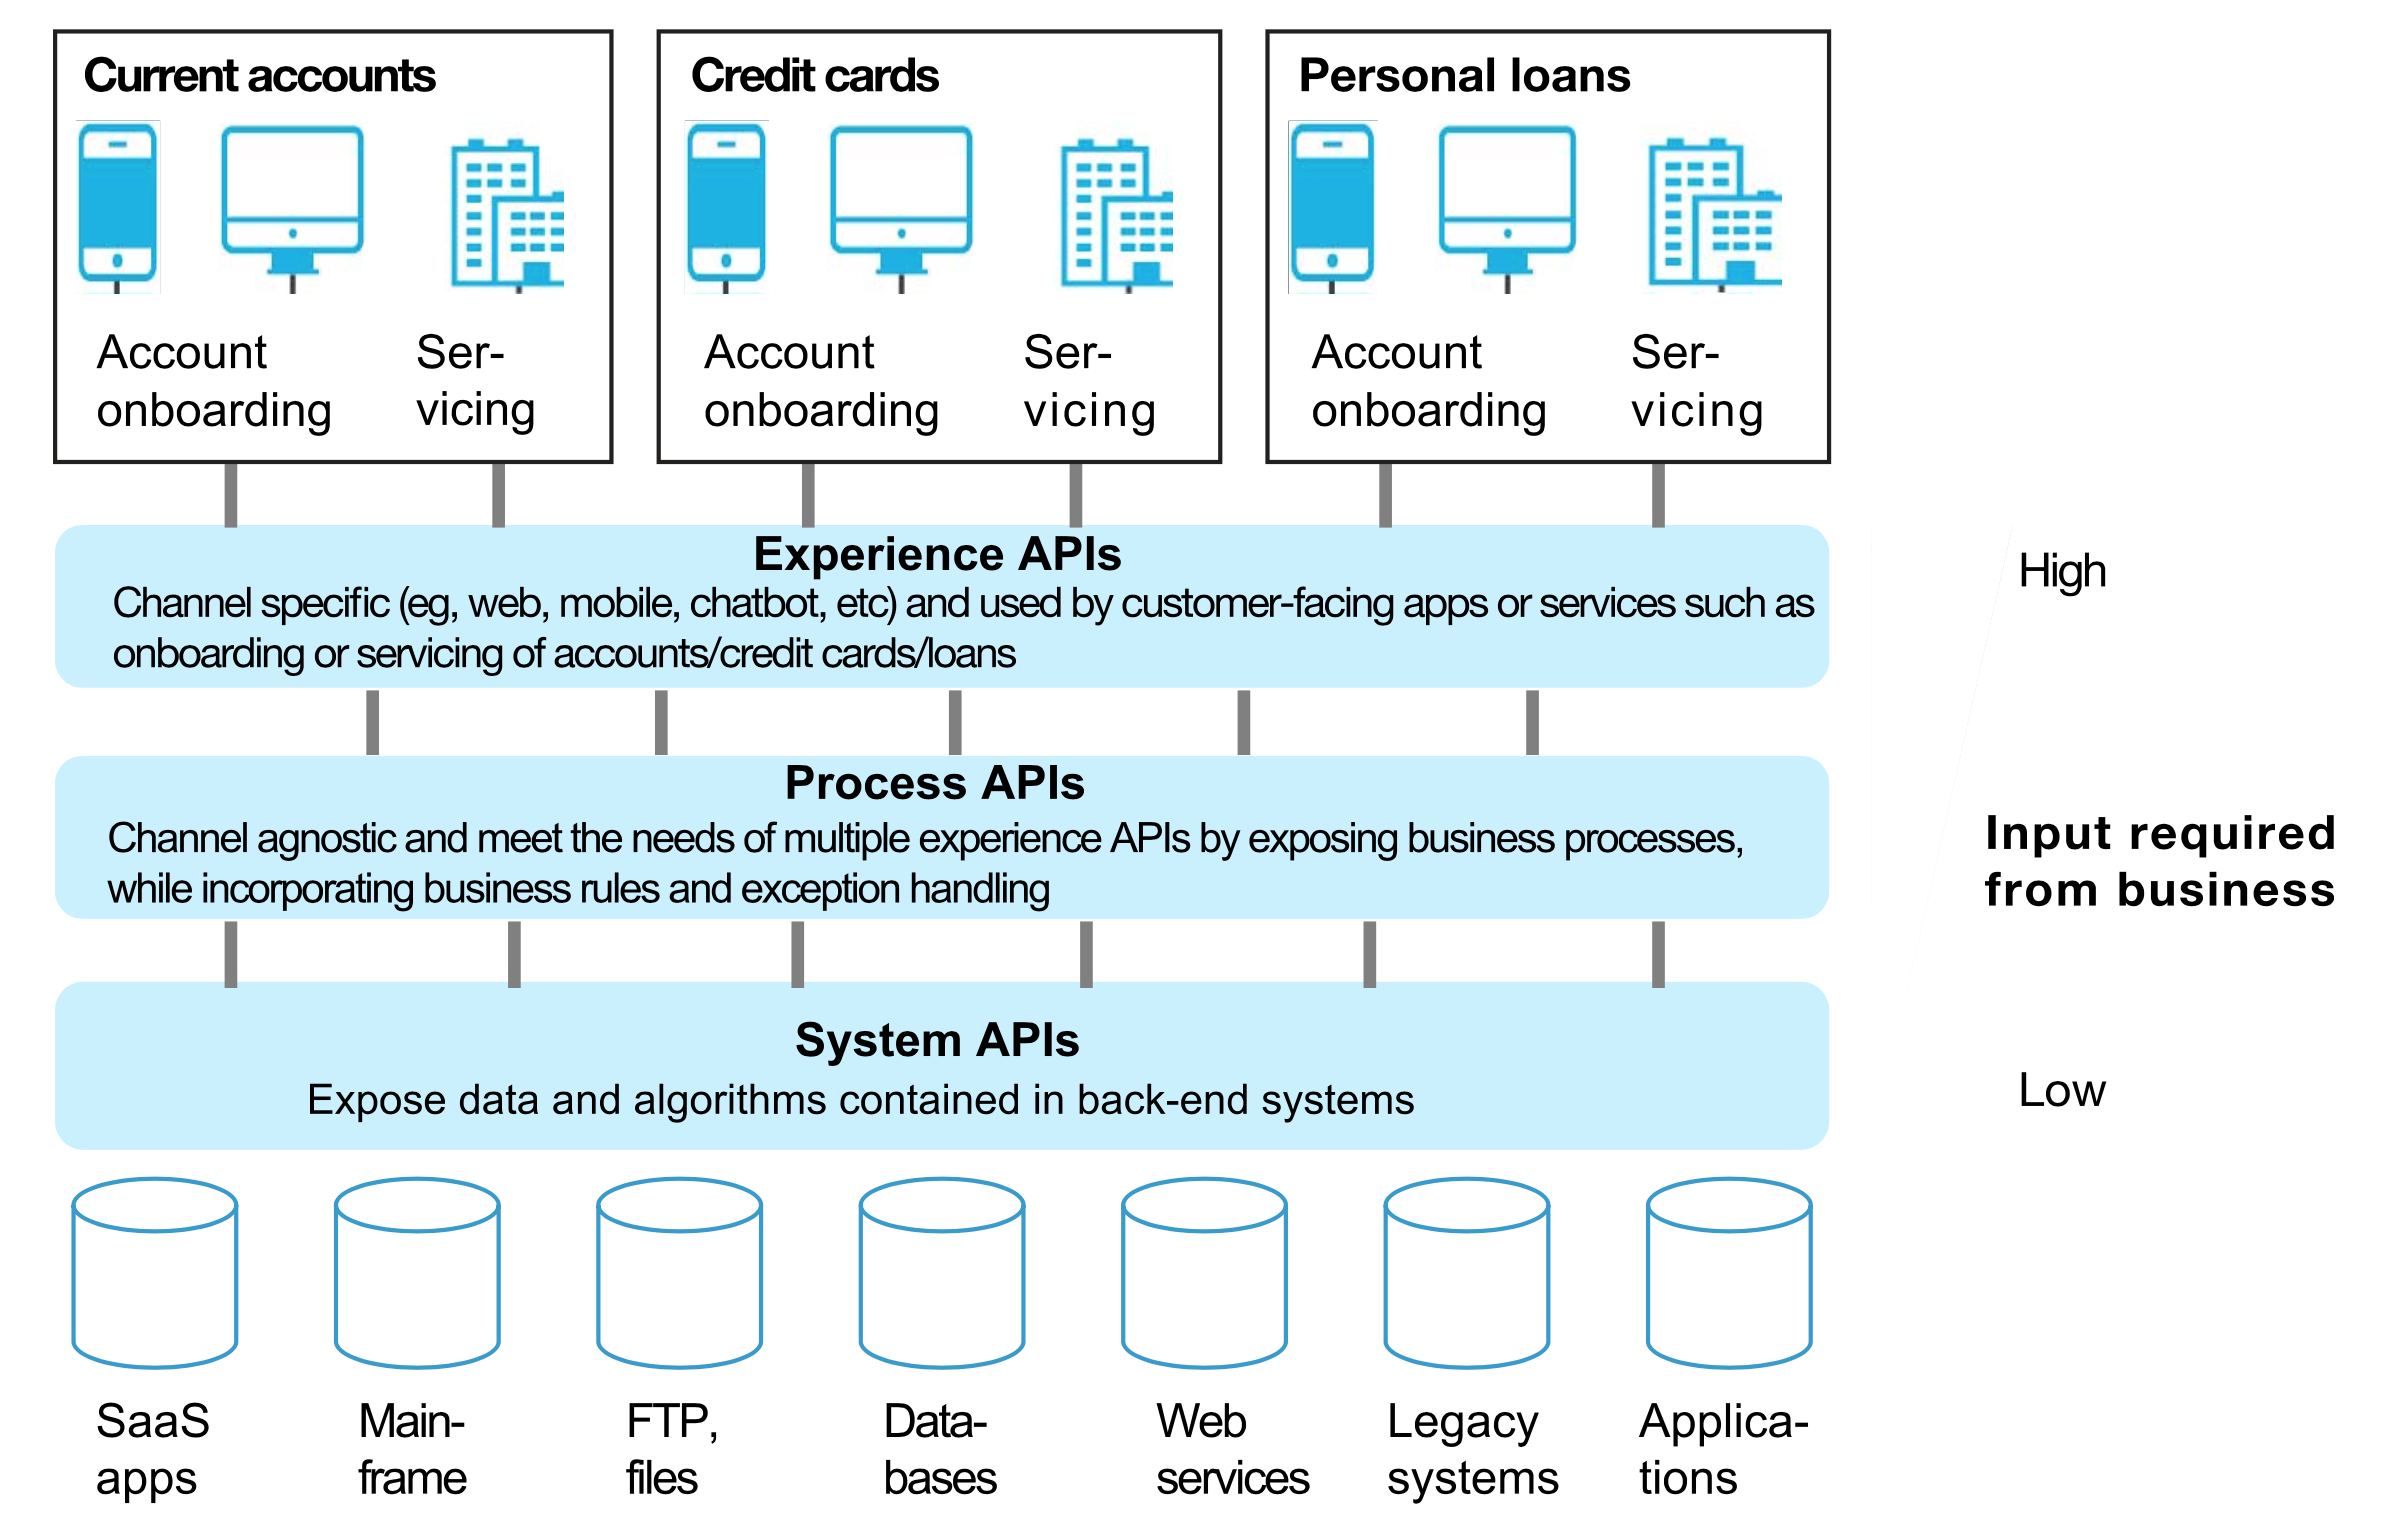 Current accounts
Account
onboarding
Ser-
vicing
Credit cards
Account
onboarding
Ser-
vicing
Personal loans
Account
onboarding
Ser-
vicing
Experience APIs
Channel specific (eg, web, mobile, chatbot, etc) and used by customer-facing apps or services such as
onboarding or servicing of accounts/credit cards/loans
High
Process APIs
Channel agnostic and meet the needs of multiple experience APIs by exposing business processes,
while incorporating business rules and exception handling
Input required
from business
System APIs
Expose data and algorithms contained in back-end systems
Low
SaaS
apps
Main-
frame
FTP,
files
Data-
bases
Web
services
Legacy
systems
Applica-
tions